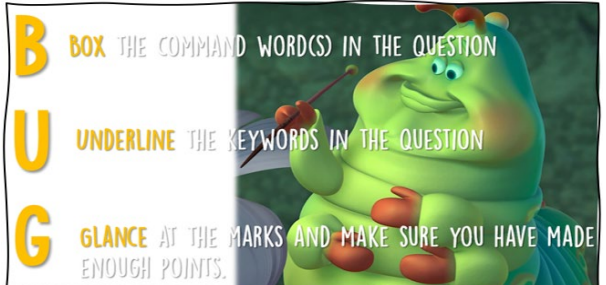 B BOX THE COMMAND WORD(S) IN THE QUESTION
U UNDERLINE THE KEYWORDS IN THE QUESTION
G GLANCE AT THE MARKS AND MAKE SURE YOU HAVE MADE
ENOUGH POINTS.